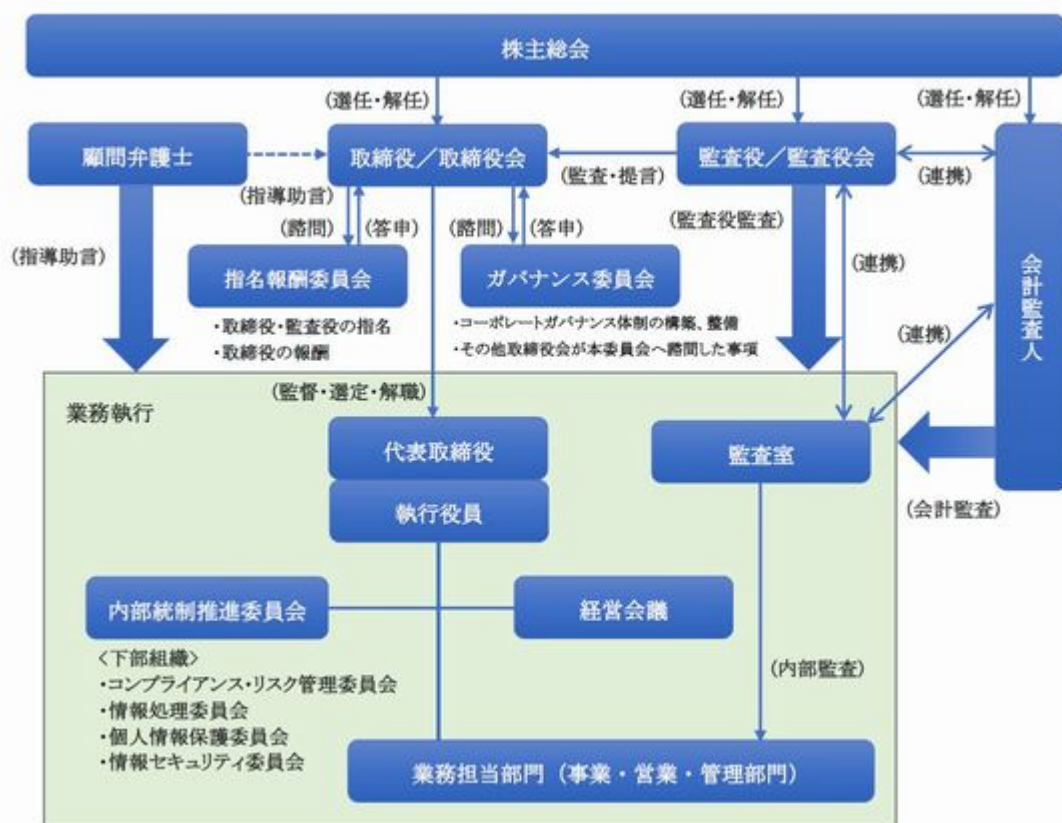 株主総会
(選任・解任)
(選任・解任)
(選任・解任)
顧問弁護士
取締役／取締役会
監査役／監査役会
(監査・提言)
(連携)
(指導助言)
(監査役監査)
(諮問)
(答申)
(諮問)
(答申)
(指導助言)
指名報酬委員会
ガバナンス委員会
(連携)
会計監査人
・取締役・監査役の指名
・取締役の報酬
・コーポレートガバナンス体制の構築、整備
・その他取締役会が本委員会へ諮問した事項
(連携)
(監督・選定・解職)
業務執行
代表取締役
監査室
執行役員
(会計監査)
内部統制推進委員会
経営会議
〈下部組織〉
・コンプライアンス・リスク管理委員会
・情報処理委員会
・個人情報保護委員会
・情報セキュリティ委員会
(内部監査)
業務担当部門（事業・営業・管理部門）